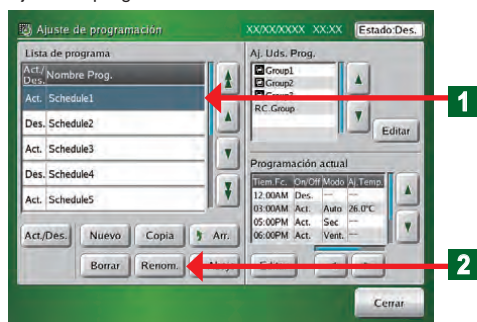 Ajuste de programación
XX/XX/XXXX XX:XX
Estado:Des.
Lista de programa
Act./Des. Nombre Prog.
Act. Schedule1
Des. Schedule2
Act. Schedule3
Des. Schedule4
Act. Schedule5
Act./Des.
Nuevo
Copia
Arr.
Borrar
Renom.
Aj. Uds. Prog.
Group1
Group2
RC Group
Editar
Programación actual
Tiem.Fc. On/Off Modo Aj.Temp.
12:00AM Des. --- ---
03:00AM Act. Auto 26.0°C
05:00PM Act. Sec ---
06:00PM Act. Vent. ---
Cerrar
1
2